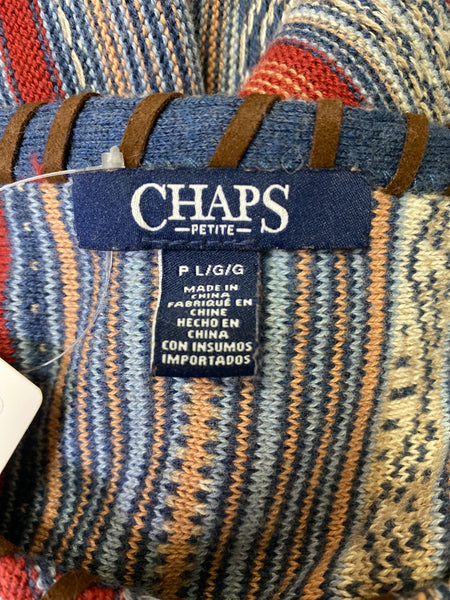 CHAPS
PETITE
P L/G/G
MADE IN
CHINA
FABRIQUÉ EN
CHINE
HECHO EN
CHINA
CON INSUMOS
IMPORTADOS